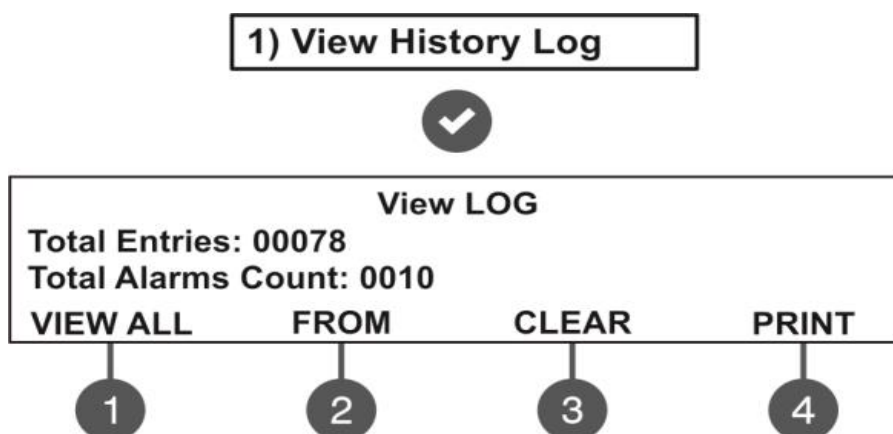 1) View History Log
View LOG
Total Entries: 00078
Total Alarms Count: 0010
VIEW ALL FROM CLEAR PRINT
1 2 3 4